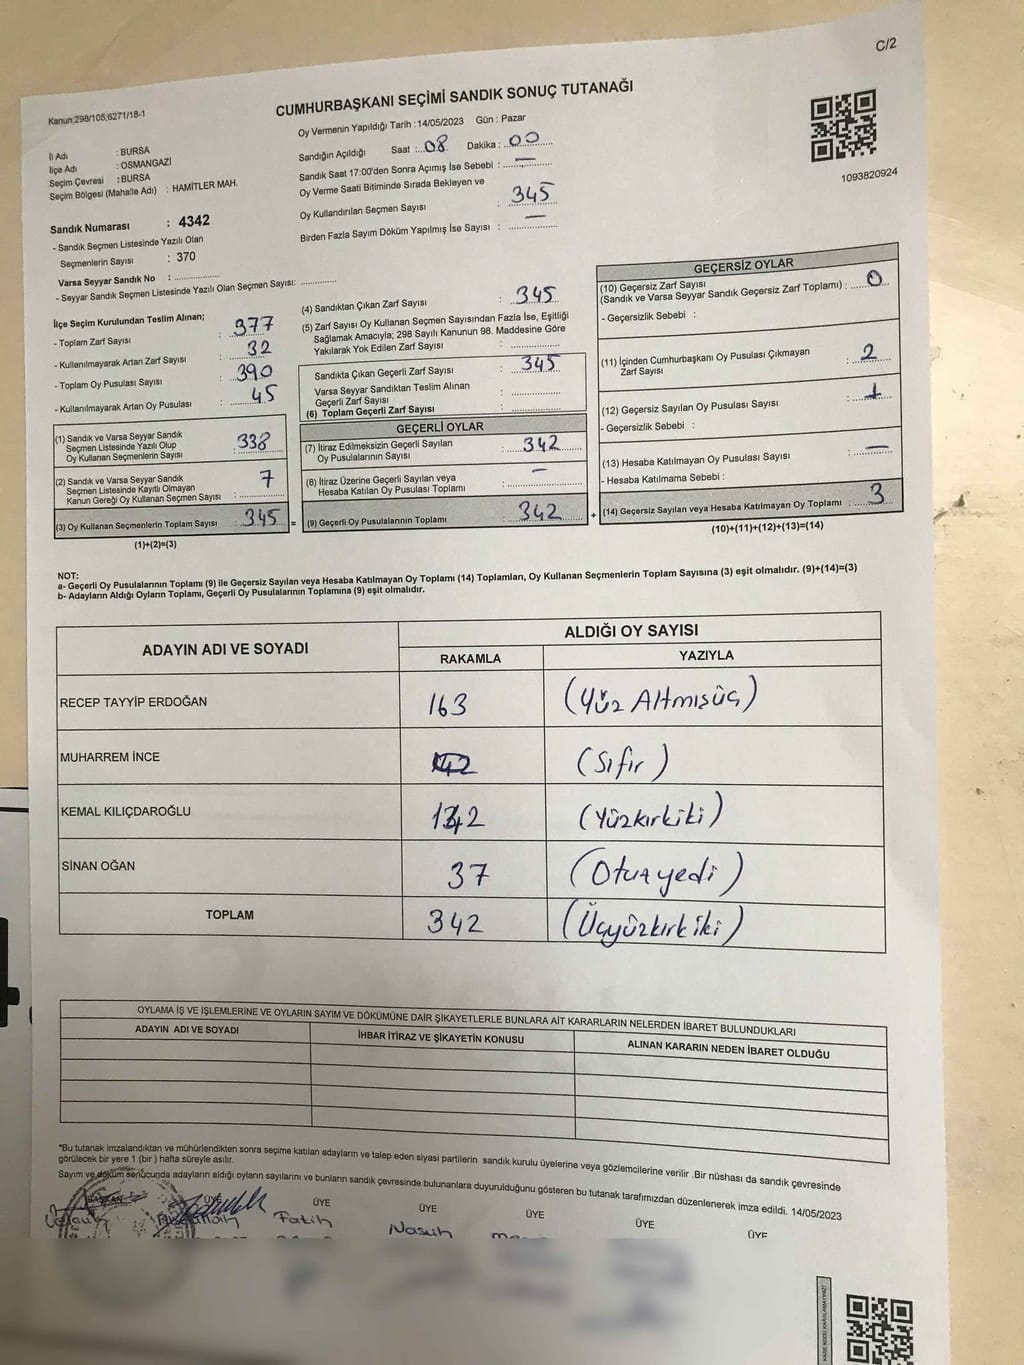 C/2
Kanun;298/105;6271/18-1
CUMHURBAŞKANI SEÇİMİ SANDIK SONUÇ TUTANAĞI
Oy Vermenin Yapıldığı Tarih :14/05/2023 Gün : Pazar
İl Adı : BURSA
İlçe Adı : OSMANGAZİ
Seçim Çevresi : BURSA
Seçim Bölgesi (Mahalle Adı) : HAMİTLER MAH.
Sandığın Açıldığı Saat : 08 Dakika : 00
Sandık Saat 17:00'den Sonra Açımış İse Sebebi : —
Oy Verme Saati Bitiminde Sırada Bekleyen ve
Oy Kullandırılan Seçmen Sayısı : 345
Birden Fazla Sayım Döküm Yapılmış İse Sayısı : —
1093820924
Sandık Numarası : 4342
- Sandık Seçmen Listesinde Yazılı Olan
Seçmenlerin Sayısı : 370
Varsa Seyyar Sandık No :
- Seyyar Sandık Seçmen Listesinde Yazılı Olan Seçmen Sayısı:
İlçe Seçim Kurulundan Teslim Alınan;
- Toplam Zarf Sayısı : 377
- Kullanılmayarak Artan Zarf Sayısı : 32
- Toplam Oy Pusulası Sayısı : 390
- Kullanılmayarak Artan Oy Pusulası : 45
(1) Sandık ve Varsa Seyyar Sandık
Seçmen Listesinde Yazılı Olup
Oy Kullanan Seçmenlerin Sayısı : 338
(2) Sandık ve Varsa Seyyar Sandık
Seçmen Listesinde Kayıtlı Olmayan
Kanun Gereği Oy Kullanan Seçmen Sayısı : 7
(3) Oy Kullanan Seçmenlerin Toplam Sayısı : 345 =
(1)+(2)=(3)
(4) Sandıktan Çıkan Zarf Sayısı : 345
(5) Zarf Sayısı Oy Kullanan Seçmen Sayısından Fazla İse, Eşitliği
Sağlamak Amacıyla; 298 Sayılı Kanunun 98. Maddesine Göre
Yakılarak Yok Edilen Zarf Sayısı :
Sandıkta Çıkan Geçerli Zarf Sayısı : 345
Varsa Seyyar Sandıktan Teslim Alınan
Geçerli Zarf Sayısı :
(6) Toplam Geçerli Zarf Sayısı :
GEÇERLİ OYLAR
(7) İtiraz Edilmeksizin Geçerli Sayılan
Oy Pusulalarının Sayısı : 342
(8) İtiraz Üzerine Geçerli Sayılan veya
Hesaba Katılan Oy Pusulası Toplamı : —
(9) Geçerli Oy Pusulalarının Toplamı : 342 +
GEÇERSİZ OYLAR
(10) Geçersiz Zarf Sayısı
(Sandık ve Varsa Seyyar Sandık Geçersiz Zarf Toplamı) : 0
- Geçersizlik Sebebi :
(11) İçinden Cumhurbaşkanı Oy Pusulası Çıkmayan
Zarf Sayısı : 2
(12) Geçersiz Sayılan Oy Pusulası Sayısı : 1
- Geçersizlik Sebebi :
(13) Hesaba Katılmayan Oy Pusulası Sayısı : —
- Hesaba Katılmama Sebebi :
(14) Geçersiz Sayılan veya Hesaba Katılmayan Oy Toplamı : 3
(10)+(11)+(12)+(13)=(14)
NOT:
a- Geçerli Oy Pusulalarının Toplamı (9) ile Geçersiz Sayılan veya Hesaba Katılmayan Oy Toplamı (14) Toplamları, Oy Kullanan Seçmenlerin Toplam Sayısına (3) eşit olmalıdır. (9)+(14)=(3)
b- Adayların Aldığı Oyların Toplamı, Geçerli Oy Pusulalarının Toplamına (9) eşit olmalıdır.
ADAYIN ADI VE SOYADI
ALDIĞI OY SAYISI
RAKAMLA YAZIYLA
RECEP TAYYİP ERDOĞAN 163 (Yüz Altmışüç)
MUHARREM İNCE (Sıfır)
KEMAL KILIÇDAROĞLU 142 (Yüzkırkiki)
SİNAN OĞAN 37 (Otuzyedi)
TOPLAM 342 (Üçyüzkırkiki)
OYLAMA İŞ VE İŞLEMLERİNE VE OYLARIN SAYIM VE DÖKÜMÜNE DAİR ŞİKAYETLERLE BUNLARA AİT KARARLARIN NELERDEN İBARET BULUNDUKLARI
ADAYIN ADI VE SOYADI İHBAR İTİRAZ VE ŞİKAYETİN KONUSU ALINAN KARARIN NEDEN İBARET OLDUĞU
*Bu tutanak imzalandıktan ve mühürlendikten sonra seçime katılan adayların ve talep eden siyasi partilerin sandık kurulu üyelerine veya gözlemcilerine verilir .Bir nüshası da sandık çevresinde
görülecek bir yere 1 (bir ) hafta süreyle asılır.
Sayım ve döküm sonucunda adayların aldığı oyların sayılarını ve bunların sandık çevresinde bulunanlara duyurulduğunu gösteren bu tutanak tarafımızdan düzenlenerek imza edildi. 14/05/2023
BAŞKAN ÜYE ÜYE ÜYE ÜYE ÜYE ÜYE
Fatih Nasuh